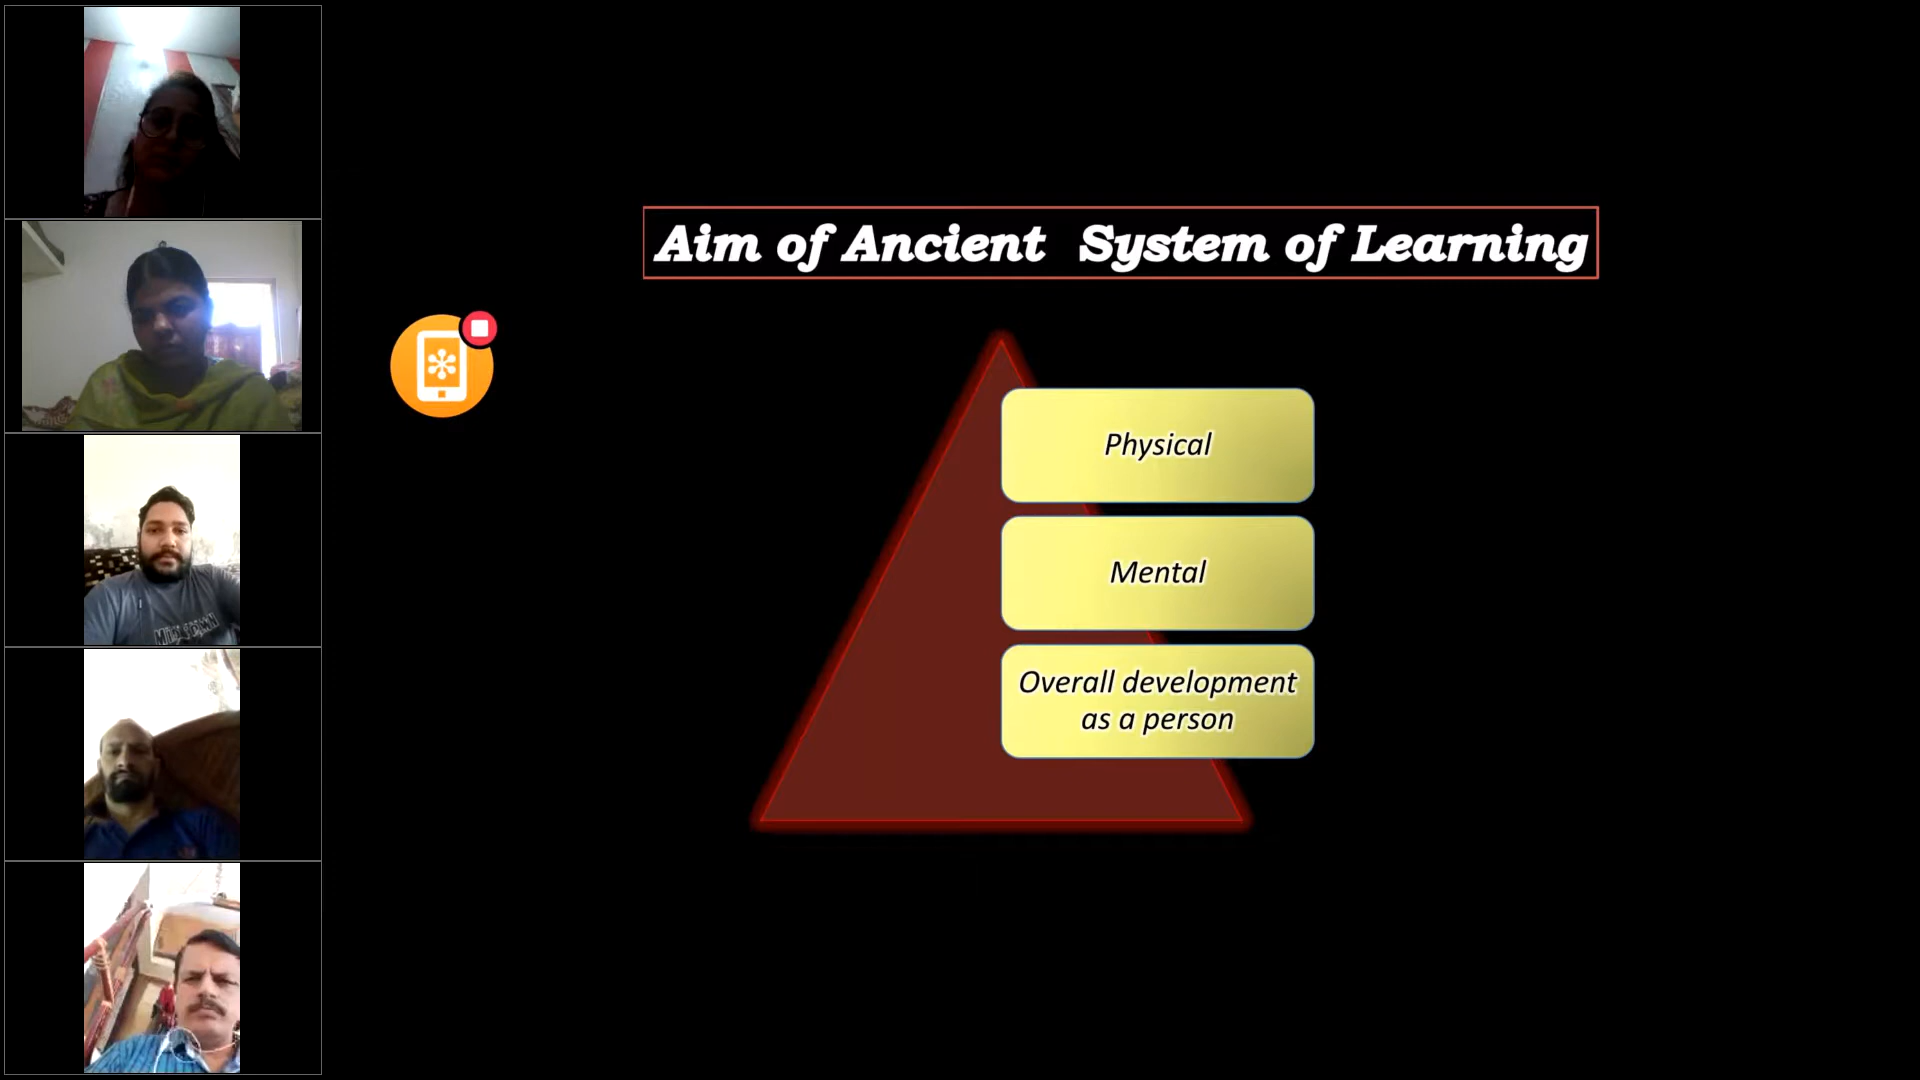 Aim of Ancient System of Learning
Physical
Mental
Overall development
as a person